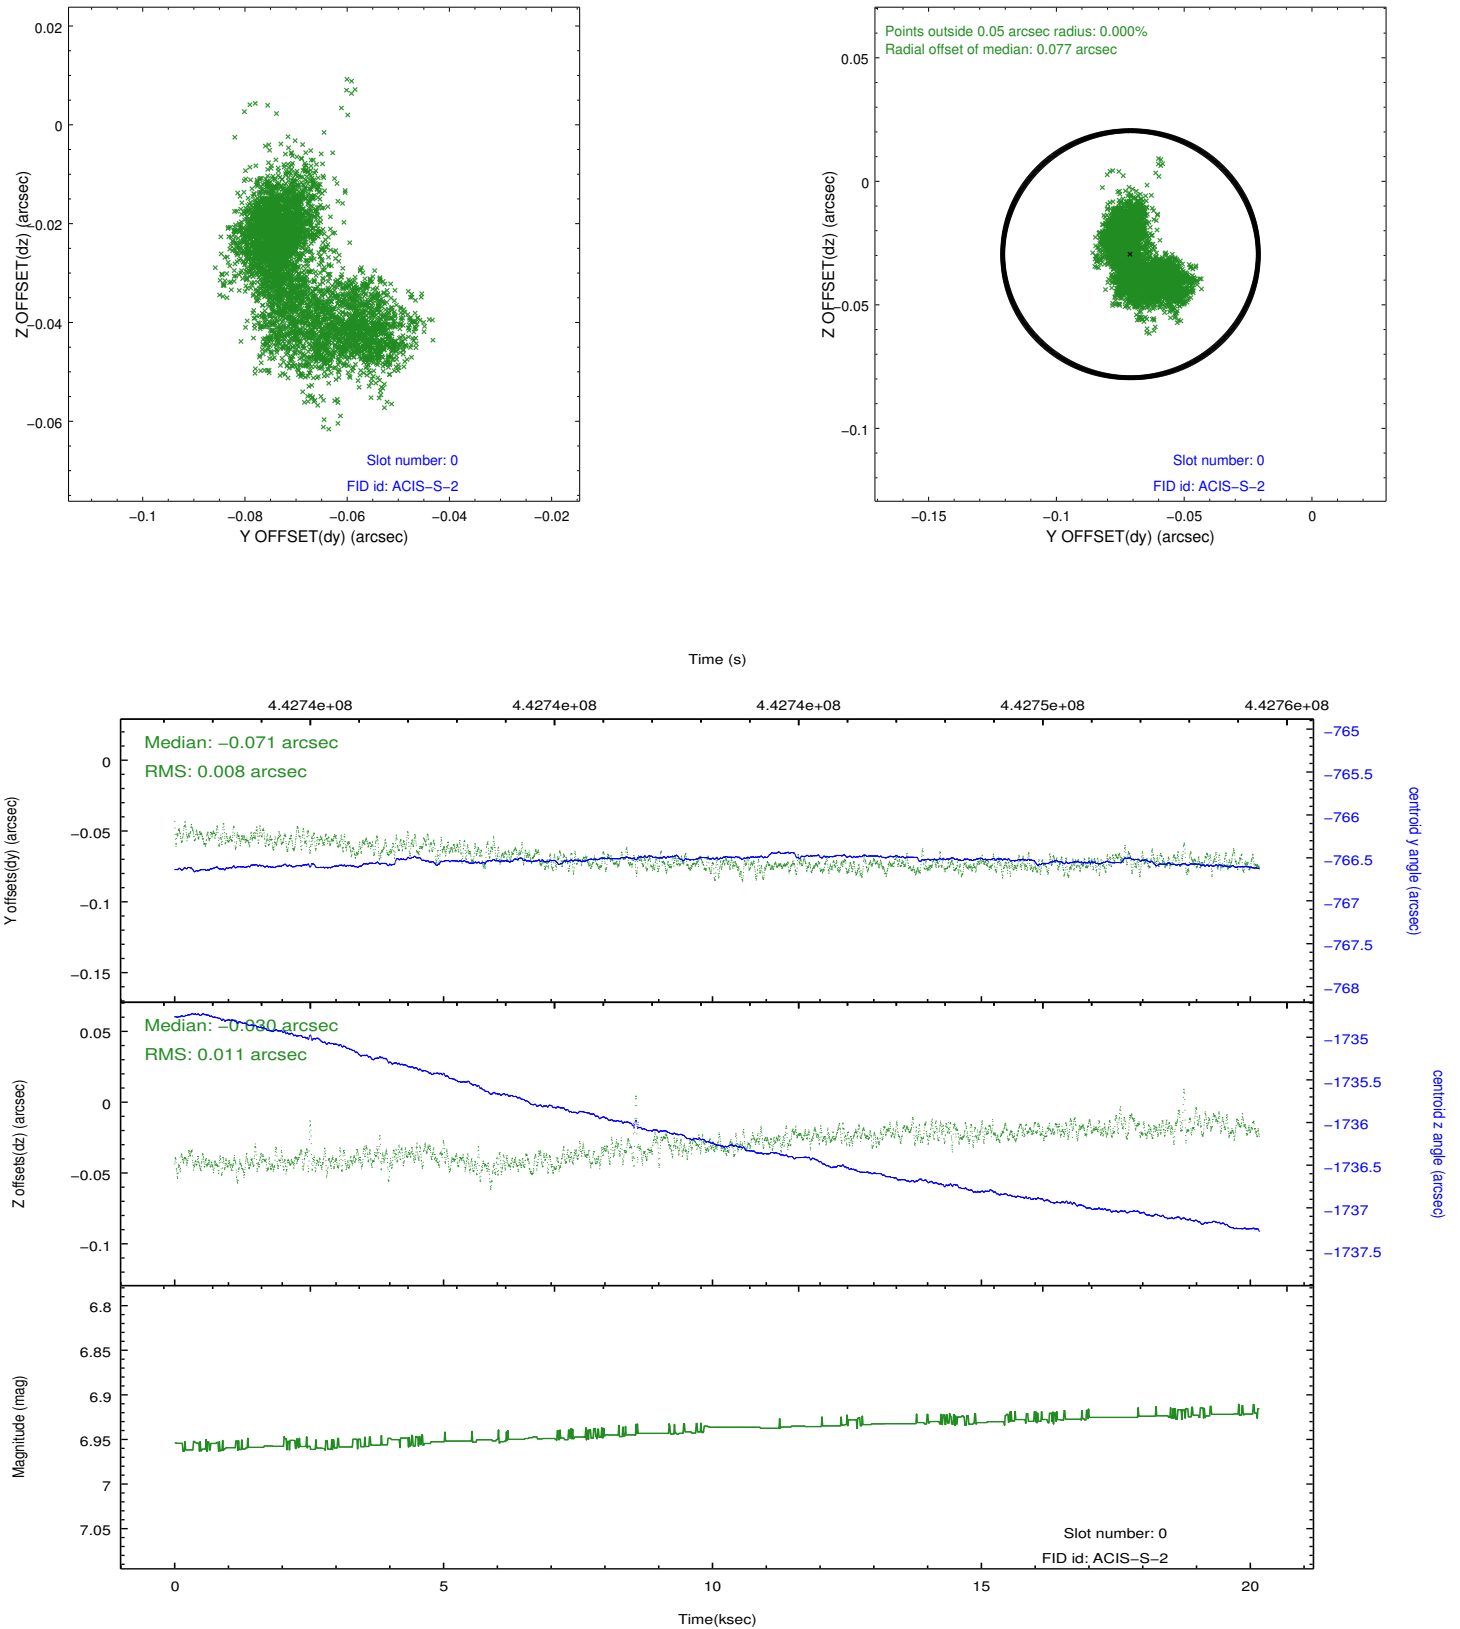 0.02
0
−0.02
−0.04
−0.06
Z OFFSET(dz) (arcsec)
Slot number: 0
FID id: ACIS−S−2
−0.1
−0.08
−0.06
−0.04
−0.02
Y OFFSET(dy) (arcsec)
Points outside 0.05 arcsec radius: 0.000%
Radial offset of median: 0.077 arcsec
0.05
0
−0.05
−0.1
Z OFFSET(dz) (arcsec)
Slot number: 0
FID id: ACIS−S−2
−0.15
−0.1
−0.05
0
Y OFFSET(dy) (arcsec)
Time (s)
4.4274e+08
4.4274e+08
4.4274e+08
4.4275e+08
4.4276e+08
Median: −0.071 arcsec
RMS: 0.008 arcsec
0
−0.05
−0.1
−0.15
Y offsets(dy) (arcsec)
−765
−765.5
−766
−766.5
−767
−767.5
−768
centroid y angle (arcsec)
Median: −0.030 arcsec
RMS: 0.011 arcsec
0.05
0
−0.05
−0.1
Z offsets(dz) (arcsec)
−1735
−1735.5
−1736
−1736.5
−1737
−1737.5
centroid z angle (arcsec)
6.8
6.85
6.9
6.95
7
7.05
Magnitude (mag)
Slot number: 0
FID id: ACIS−S−2
0
5
10
15
20
Time(ksec)